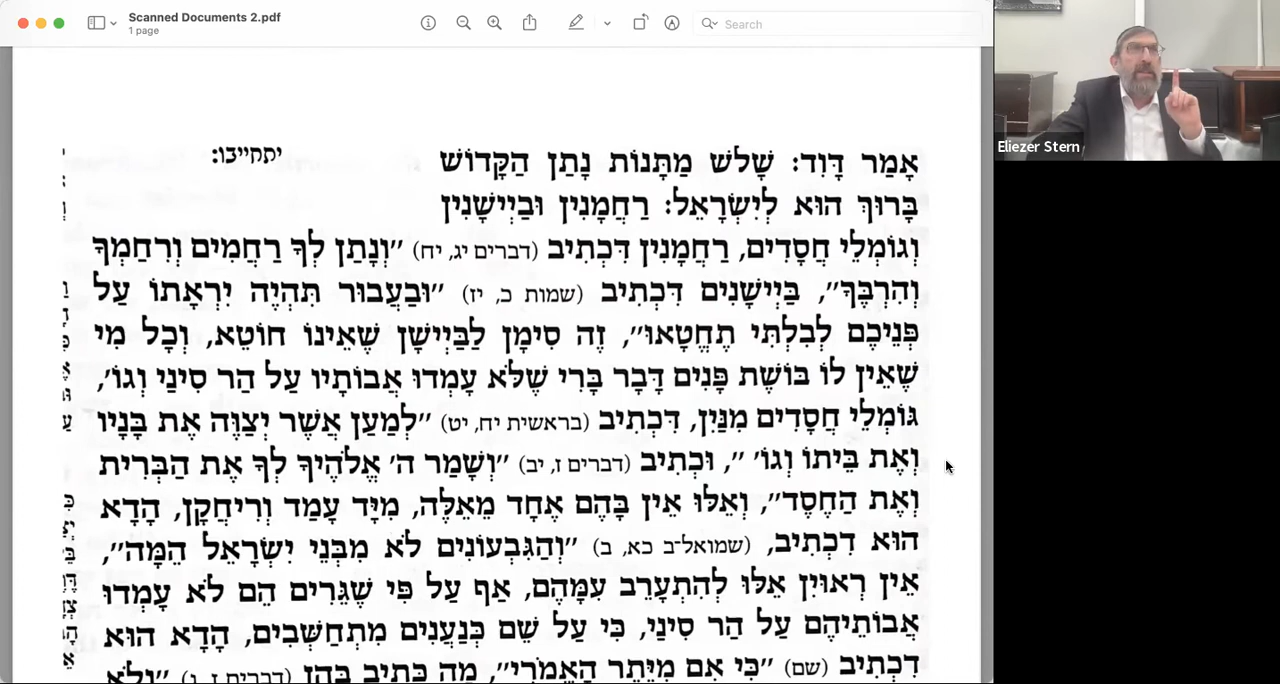 Scanned Documents 2.pdf
1 page
Search
Eliezer Stern
יתחייבו:
אָמַר דָּוִד: שָׁלֹשׁ מַתָּנוֹת נָתַן הַקָּדוֹשׁ
בָּרוּךְ הוּא לְיִשְׂרָאֵל: רַחֲמָנִין וּבַיְישָׁנִין
וְגוֹמְלֵי חֲסָדִים, רַחֲמָנִין דִּכְתִיב (דברים יג, יח) ״וְנָתַן לְךָ רַחֲמִים וְרִחַמְךָ
וְהִרְבֶּךָ״, בַּיְישָׁנִים דִּכְתִיב (שמות כ, יז) ״וּבַעֲבוּר תִּהְיֶה יִרְאָתוֹ עַל
פְּנֵיכֶם לְבִלְתִּי תֶחֱטָאוּ״, זֶה סִימָן לַבַּיְישָׁן שֶׁאֵינוֹ חוֹטֵא, וְכָל מִי
שֶׁאֵין לוֹ בּוֹשֶׁת פָּנִים דָּבָר בָּרִי שֶׁלֹּא עָמְדוּ אֲבוֹתָיו עַל הַר סִינַי וְגוֹ׳,
גּוֹמְלֵי חֲסָדִים מִנַּיִן, דִּכְתִיב (בראשית יח, יט) ״לְמַעַן אֲשֶׁר יְצַוֶּה אֶת בָּנָיו
וְאֶת בֵּיתוֹ וְגוֹ׳ ״, וּכְתִיב (דברים ז, יב) ״וְשָׁמַר ה׳ אֱלֹהֶיךָ לְךָ אֶת הַבְּרִית
וְאֶת הַחֶסֶד״, וְאֵלּוּ אֵין בָּהֶם אֶחָד מֵאֵלֶּה, מִיָּד עָמַד וְרִיחֲקָן, הָדָא
הוּא דִכְתִיב, (שמואל־ב כא, ב) ״וְהַגִּבְעוֹנִים לֹא מִבְּנֵי יִשְׂרָאֵל הֵמָּה״,
אֵין רְאוּיִן אֵלּוּ לְהִתְעָרֵב עִמָּהֶם, אַף עַל פִּי שֶׁגֵּרִים הֵם לֹא עָמְדוּ
אֲבוֹתֵיהֶם עַל הַר סִינַי, כִּי עַל שֵׁם כְּנַעֲנִים מִתְחַשְּׁבִים, הָדָא הוּא
דִכְתִיב (שם) ״כִּי אִם מִיֶּתֶר הָאֱמֹרִי״, מַה כְּתִיב בָּהֶן (דברים ז, ג) ״וְלֹא